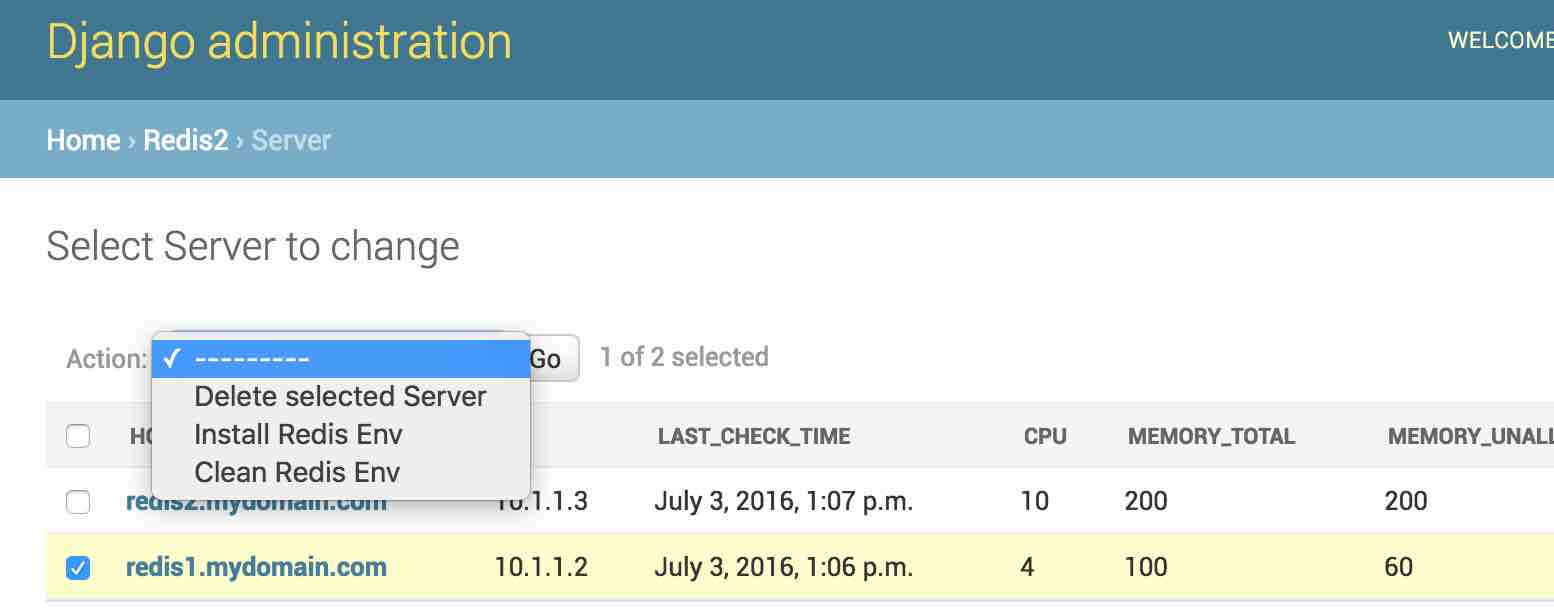 Django administration
WELCOME
Home › Redis2 › Server
Select Server to change
Action: ✓ --------- Go 1 of 2 selected
Delete selected Server
Install Redis Env
Clean Redis Env
LAST_CHECK_TIME CPU MEMORY_TOTAL MEMORY_UNALL
redis2.mydomain.com 10.1.1.3 July 3, 2016, 1:07 p.m. 10 200 200
redis1.mydomain.com 10.1.1.2 July 3, 2016, 1:06 p.m. 4 100 60